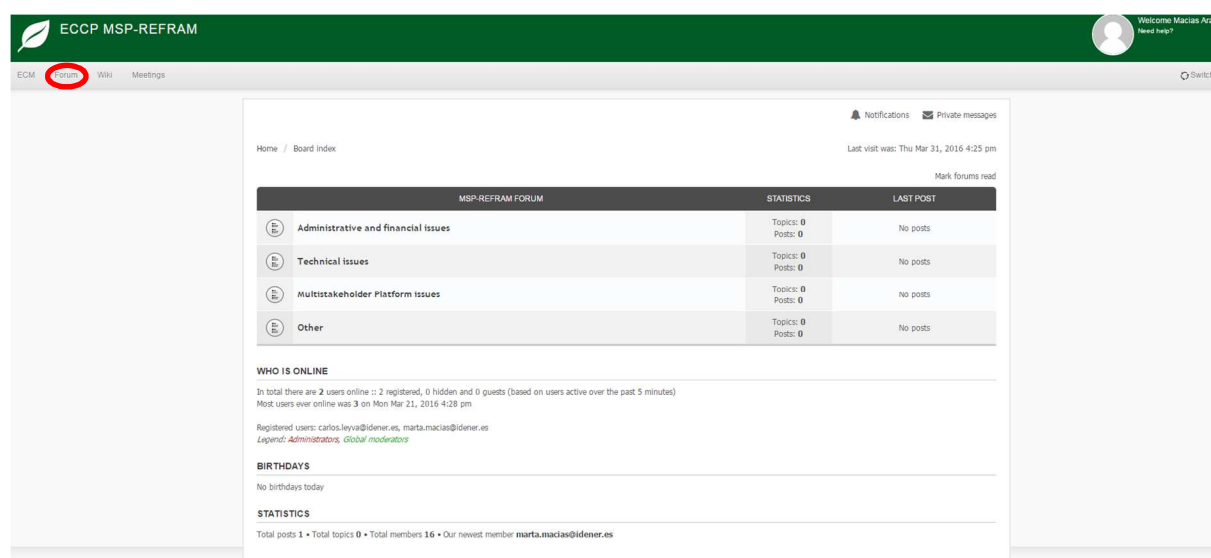 ECCP MSP-REFRAM
Welcome Macias Ara
Need help?
ECM Forum Wiki Meetings
Switch
Notifications Private messages
Home / Board index
Last visit was: Thu Mar 31, 2016 4:25 pm
Mark forums read
MSP-REFRAM FORUM STATISTICS LAST POST
Administrative and financial issues
Topics: 0
Posts: 0
No posts
Technical issues
Topics: 0
Posts: 0
No posts
Multistakeholder Platform issues
Topics: 0
Posts: 0
No posts
Other
Topics: 0
Posts: 0
No posts
WHO IS ONLINE
In total there are 2 users online :: 2 registered, 0 hidden and 0 guests (based on users active over the past 5 minutes)
Most users ever online was 3 on Mon Mar 21, 2016 4:28 pm
Registered users: carlos.leyva@idener.es, marta.macias@idener.es
Legend: Administrators, Global moderators
BIRTHDAYS
No birthdays today
STATISTICS
Total posts 1 • Total topics 0 • Total members 16 • Our newest member marta.macias@idener.es